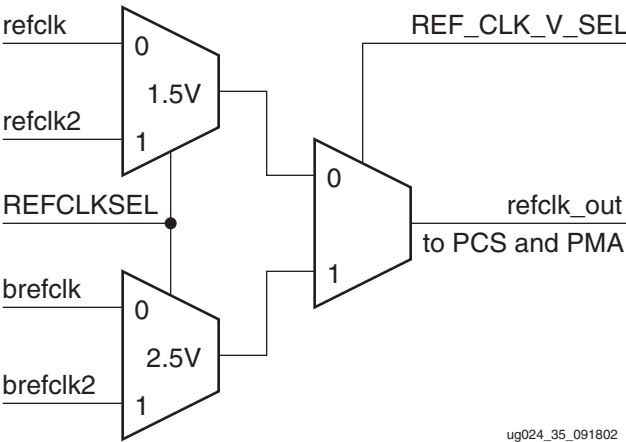 refclk
REF_CLK_V_SEL
0
1.5V
refclk2
1
0
REFCLKSEL
refclk_out
to PCS and PMA
1
brefclk
0
2.5V
brefclk2
1
ug024_35_091802